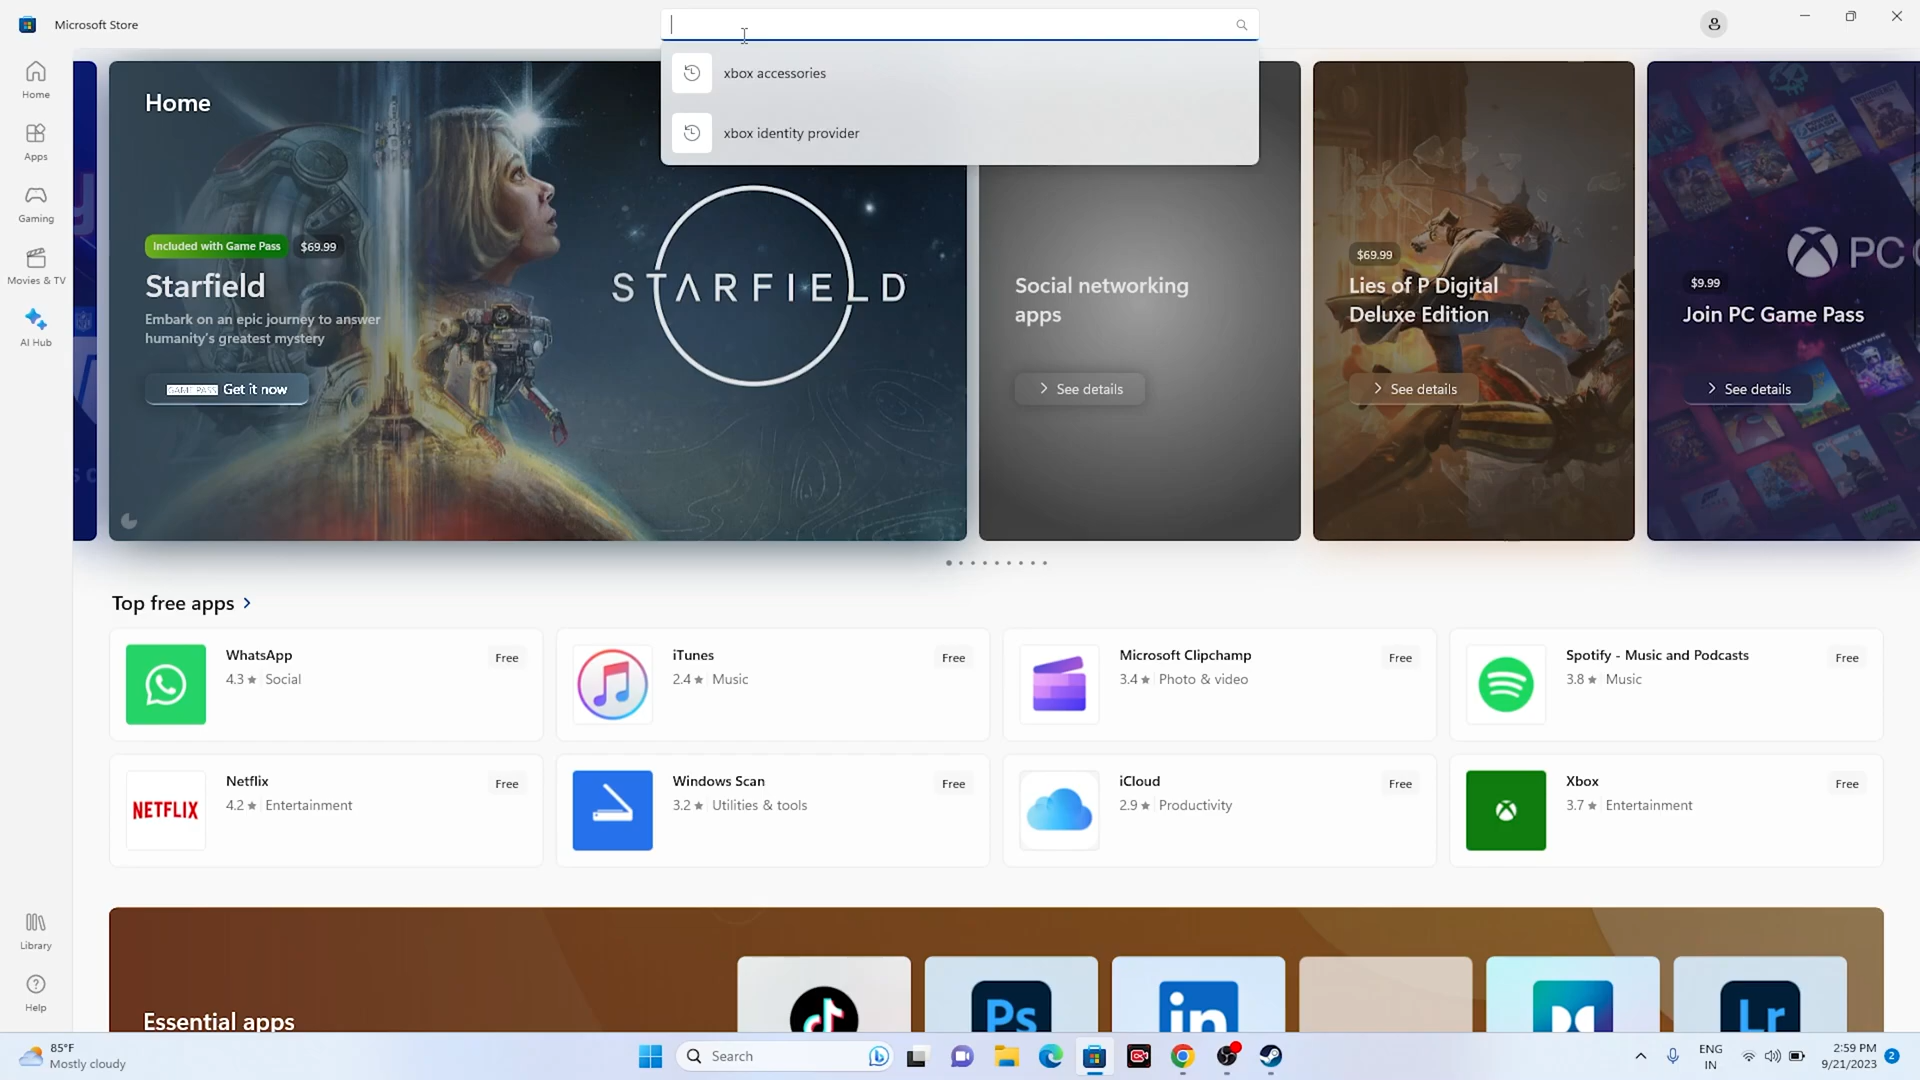 Microsoft Store
xbox accessories
xbox identity provider
Home
Apps
Gaming
Movies & TV
AI Hub
Library
Help
Home
Included with Game Pass $69.99
Starfield
Embark on an epic journey to answer
humanity's greatest mystery
GAME PASS Get it now
STARFIELD
Social networking
apps
See details
$69.99
Lies of P Digital
Deluxe Edition
See details
PC
$9.99
Join PC Game Pass
See details
Top free apps
WhatsApp
Free
4.3 ★ Social
iTunes
Free
2.4 ★ Music
Microsoft Clipchamp
Free
3.4 ★ Photo & video
Spotify - Music and Podcasts
Free
3.8 ★ Music
NETFLIX
Netflix
Free
4.2 ★ Entertainment
Windows Scan
Free
3.2 ★ Utilities & tools
iCloud
Free
2.9 ★ Productivity
Xbox
Free
3.7 ★ Entertainment
Essential apps
Ps
in
Lr
85°F
Mostly cloudy
Search
ENG
IN
2:59 PM
9/21/2023
2